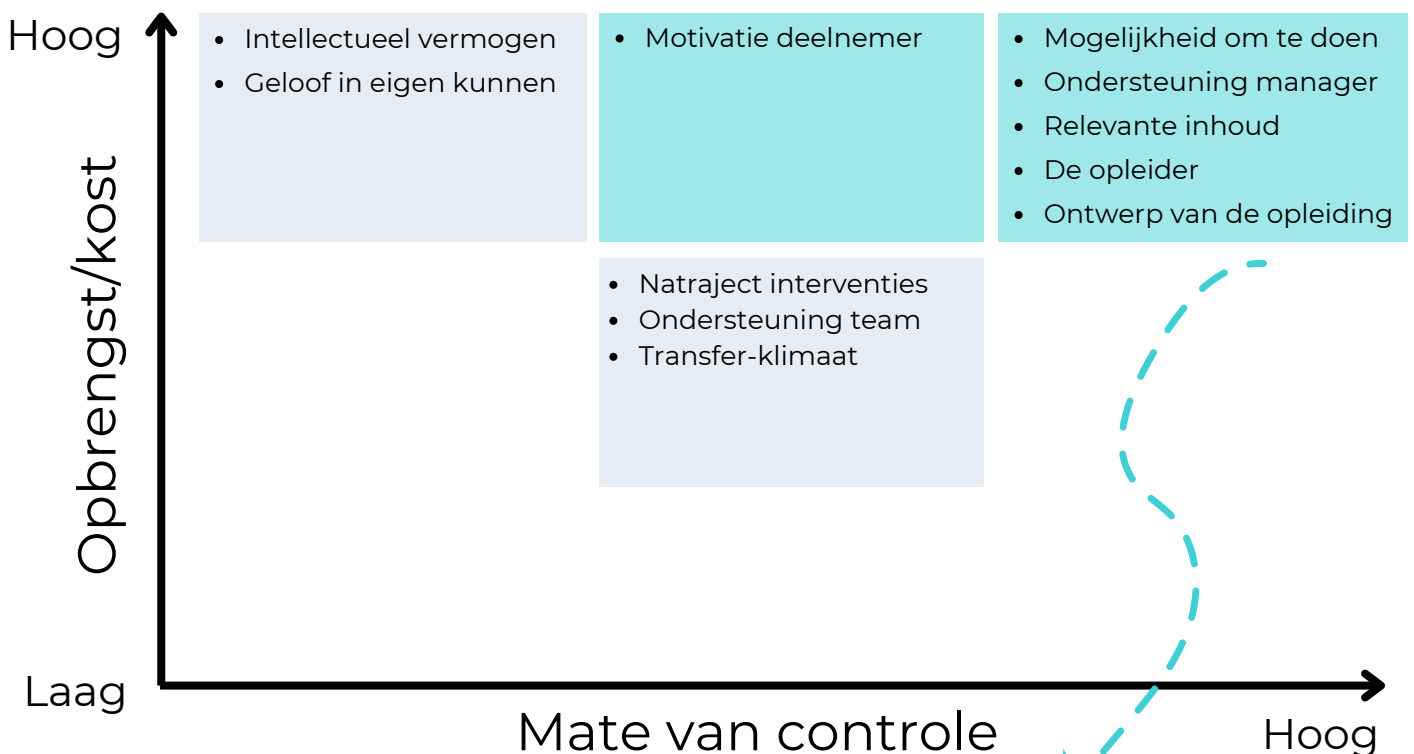 Hoog
Opbrengst/kost
Laag
• Intellectueel vermogen
• Geloof in eigen kunnen
• Motivatie deelnemer
• Mogelijkheid om te doen
• Ondersteuning manager
• Relevante inhoud
• De opleider
• Ontwerp van de opleiding
• Natraject interventies
• Ondersteuning team
• Transfer-klimaat
Mate van controle
Hoog